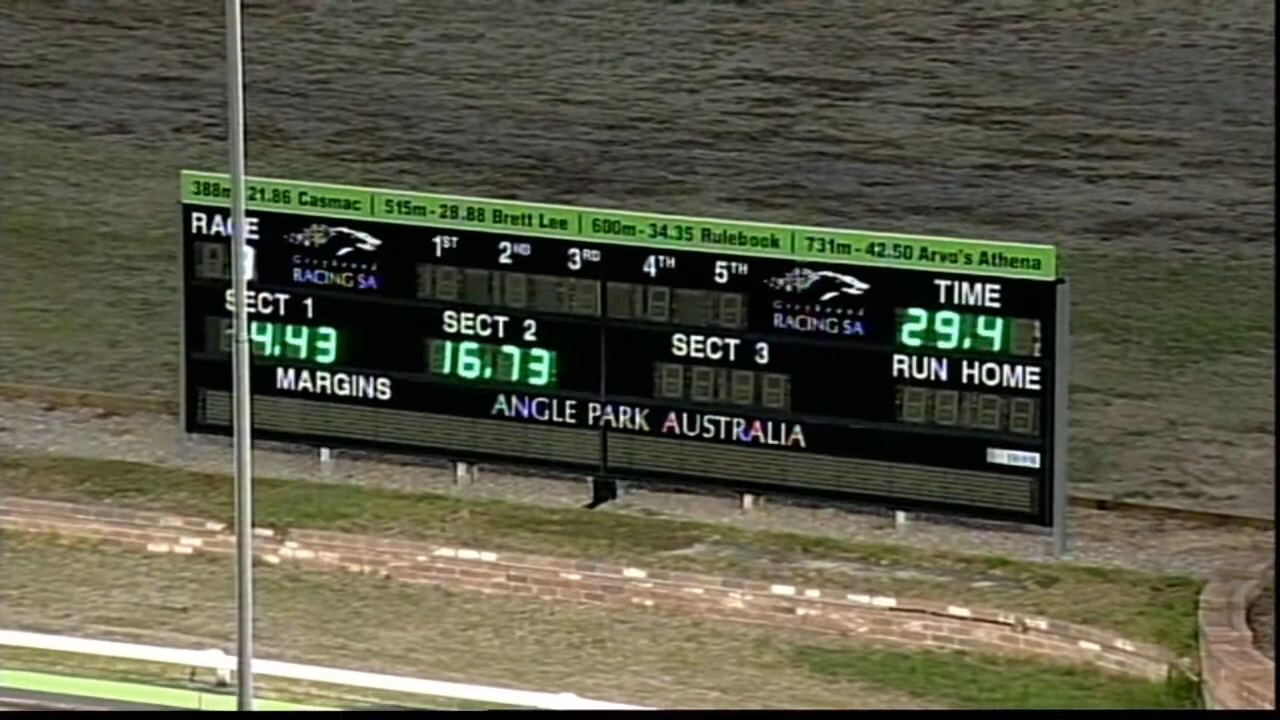 388m 21.86 Casmac | 515m - 28.88 Brett Lee | 600m - 34.35 Rulebook | 731m - 42.50 Arvo's Athena
RACE
Greyhound
RACING SA
1ST 2ND 3RD 4TH 5TH
Greyhound
RACING SA
TIME
29.4
SECT 1
4.43
SECT 2
16.73
SECT 3
RUN HOME
MARGINS
ANGLE PARK AUSTRALIA